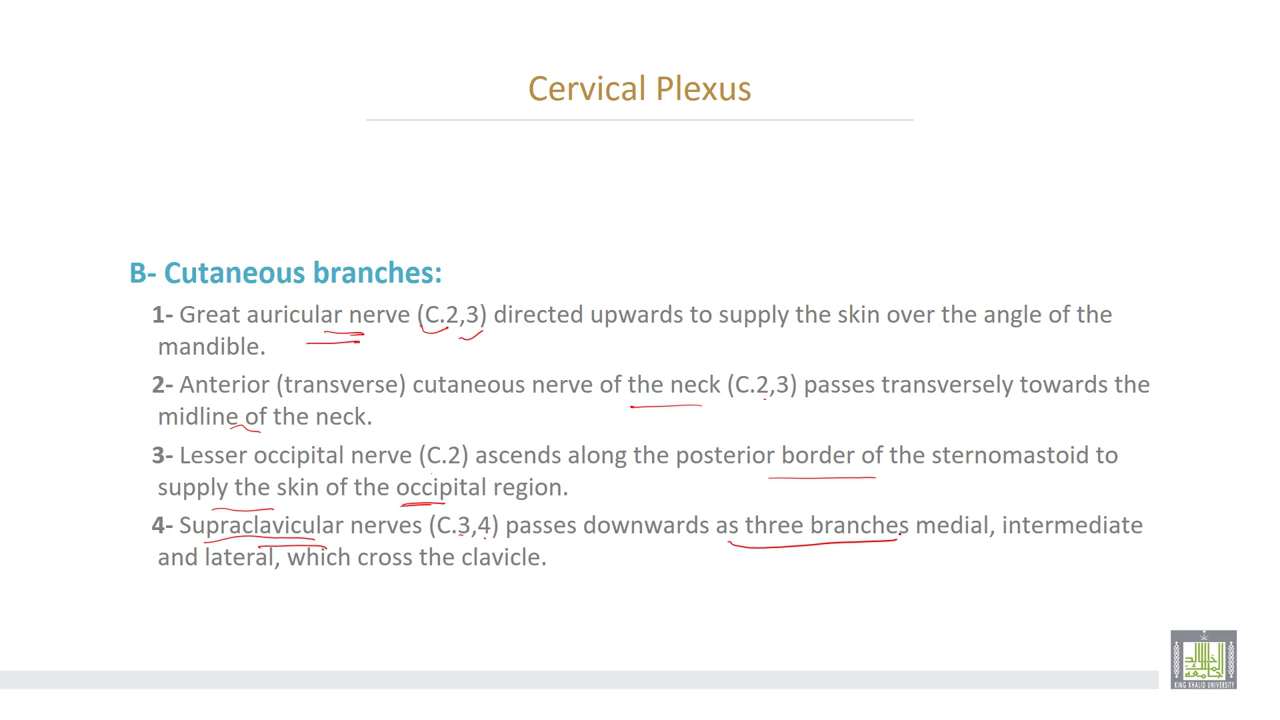 Cervical Plexus
B- Cutaneous branches:
1- Great auricular nerve (C.2,3) directed upwards to supply the skin over the angle of the
mandible.
2- Anterior (transverse) cutaneous nerve of the neck (C.2,3) passes transversely towards the
midline of the neck.
3- Lesser occipital nerve (C.2) ascends along the posterior border of the sternomastoid to
supply the skin of the occipital region.
4- Supraclavicular nerves (C.3,4) passes downwards as three branches medial, intermediate
and lateral, which cross the clavicle.
KING KHALID UNIVERSITY